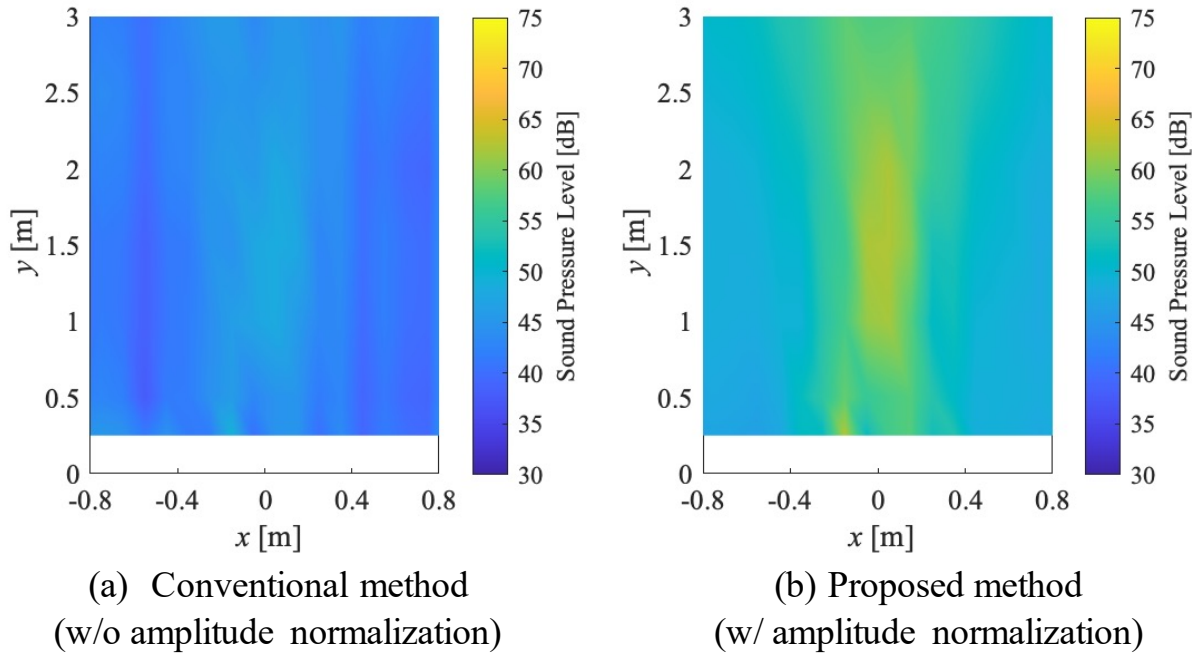 3
2.5
2
1.5
1
0.5
0
y [m]
-0.8 -0.4 0 0.4 0.8
x [m]
75
70
65
60
55
50
45
40
35
30
Sound Pressure Level [dB]
(a) Conventional method
(w/o amplitude normalization)
3
2.5
2
1.5
1
0.5
0
y [m]
-0.8 -0.4 0 0.4 0.8
x [m]
75
70
65
60
55
50
45
40
35
30
Sound Pressure Level [dB]
(b) Proposed method
(w/ amplitude normalization)